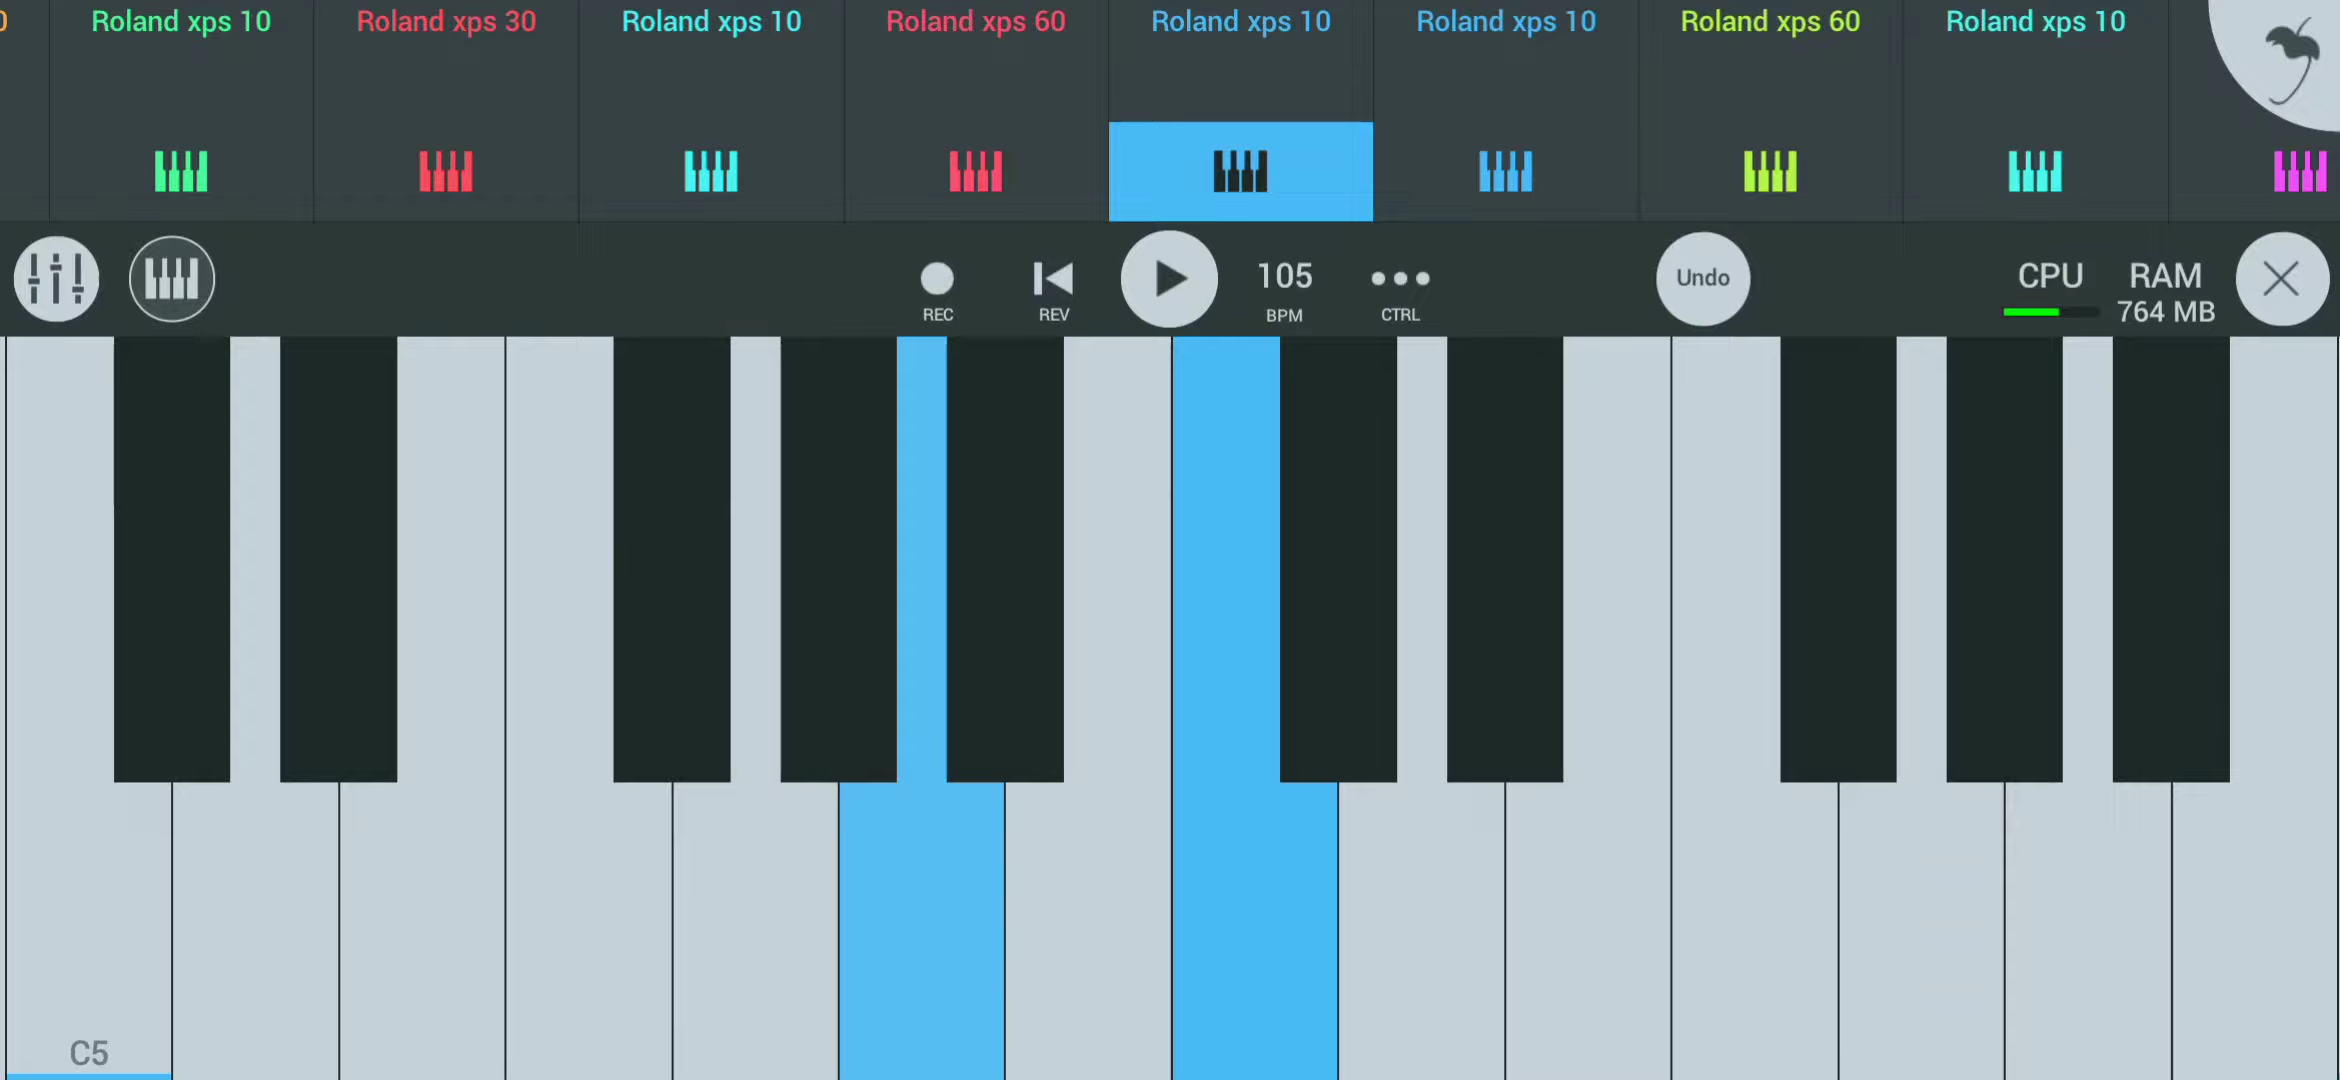 0 Roland xps 10 Roland xps 30 Roland xps 10 Roland xps 60 Roland xps 10 Roland xps 10 Roland xps 60 Roland xps 10
105 Undo CPU RAM
REC REV BPM CTRL 764 MB
C5